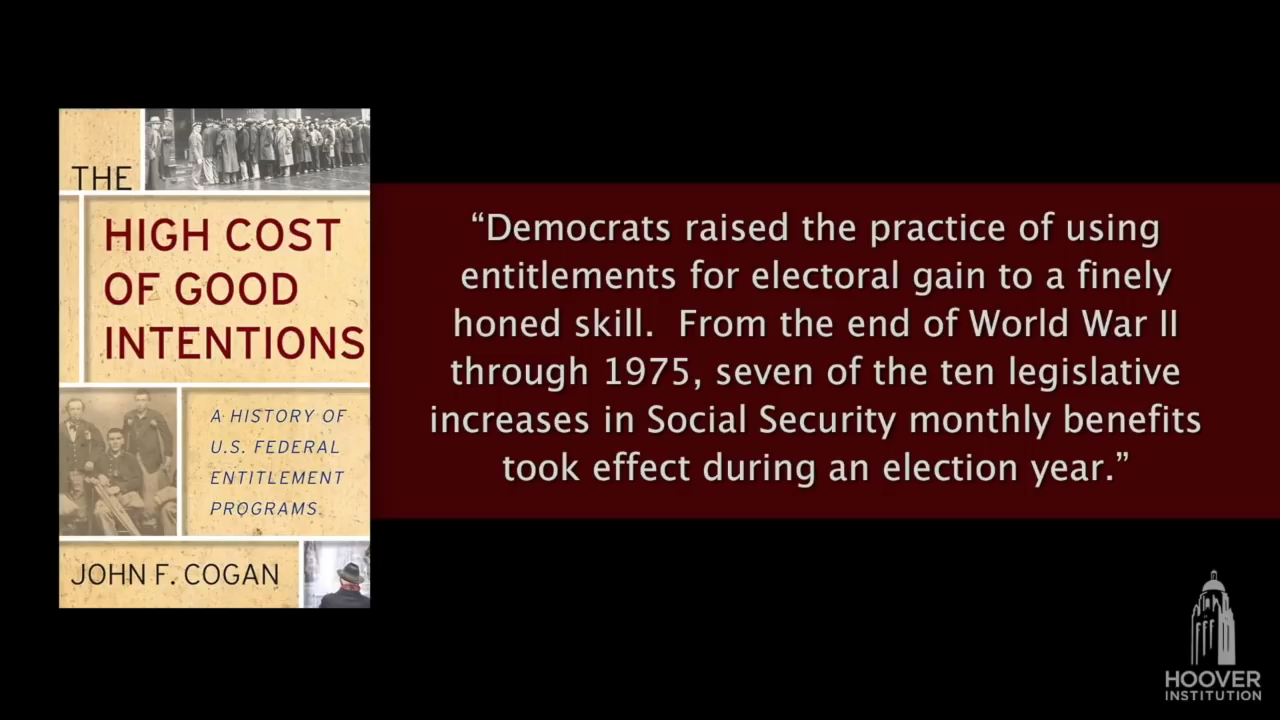 THE
HIGH COST
OF GOOD
INTENTIONS
A HISTORY OF
U.S. FEDERAL
ENTITLEMENT
PROGRAMS
JOHN F. COGAN
“Democrats raised the practice of using
entitlements for electoral gain to a finely
honed skill.  From the end of World War II
through 1975, seven of the ten legislative
increases in Social Security monthly benefits
took effect during an election year.”
HOOVER
INSTITUTION